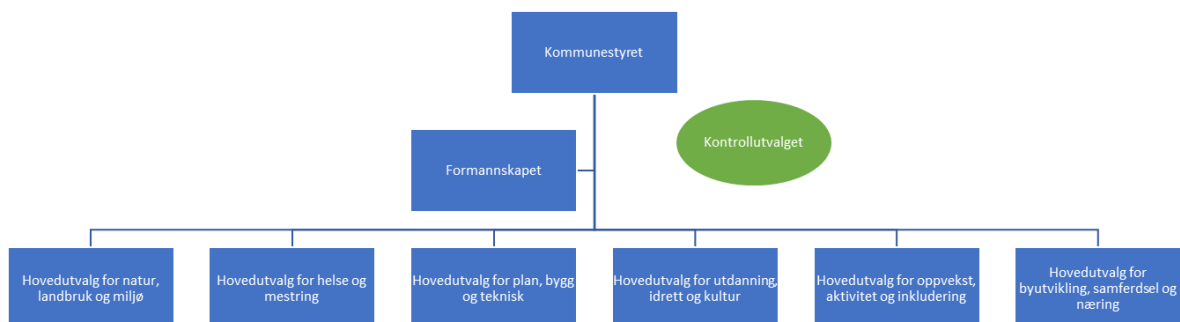 Kommunestyret
Kontrollutvalget
Formannskapet
Hovedutvalg for natur,
landbruk og miljø
Hovedutvalg for helse og
mestring
Hovedutvalg for plan, bygg
og teknisk
Hovedutvalg for utdanning,
idrett og kultur
Hovedutvalg for oppvekst,
aktivitet og inkludering
Hovedutvalg for
byutvikling, samferdsel og
næring